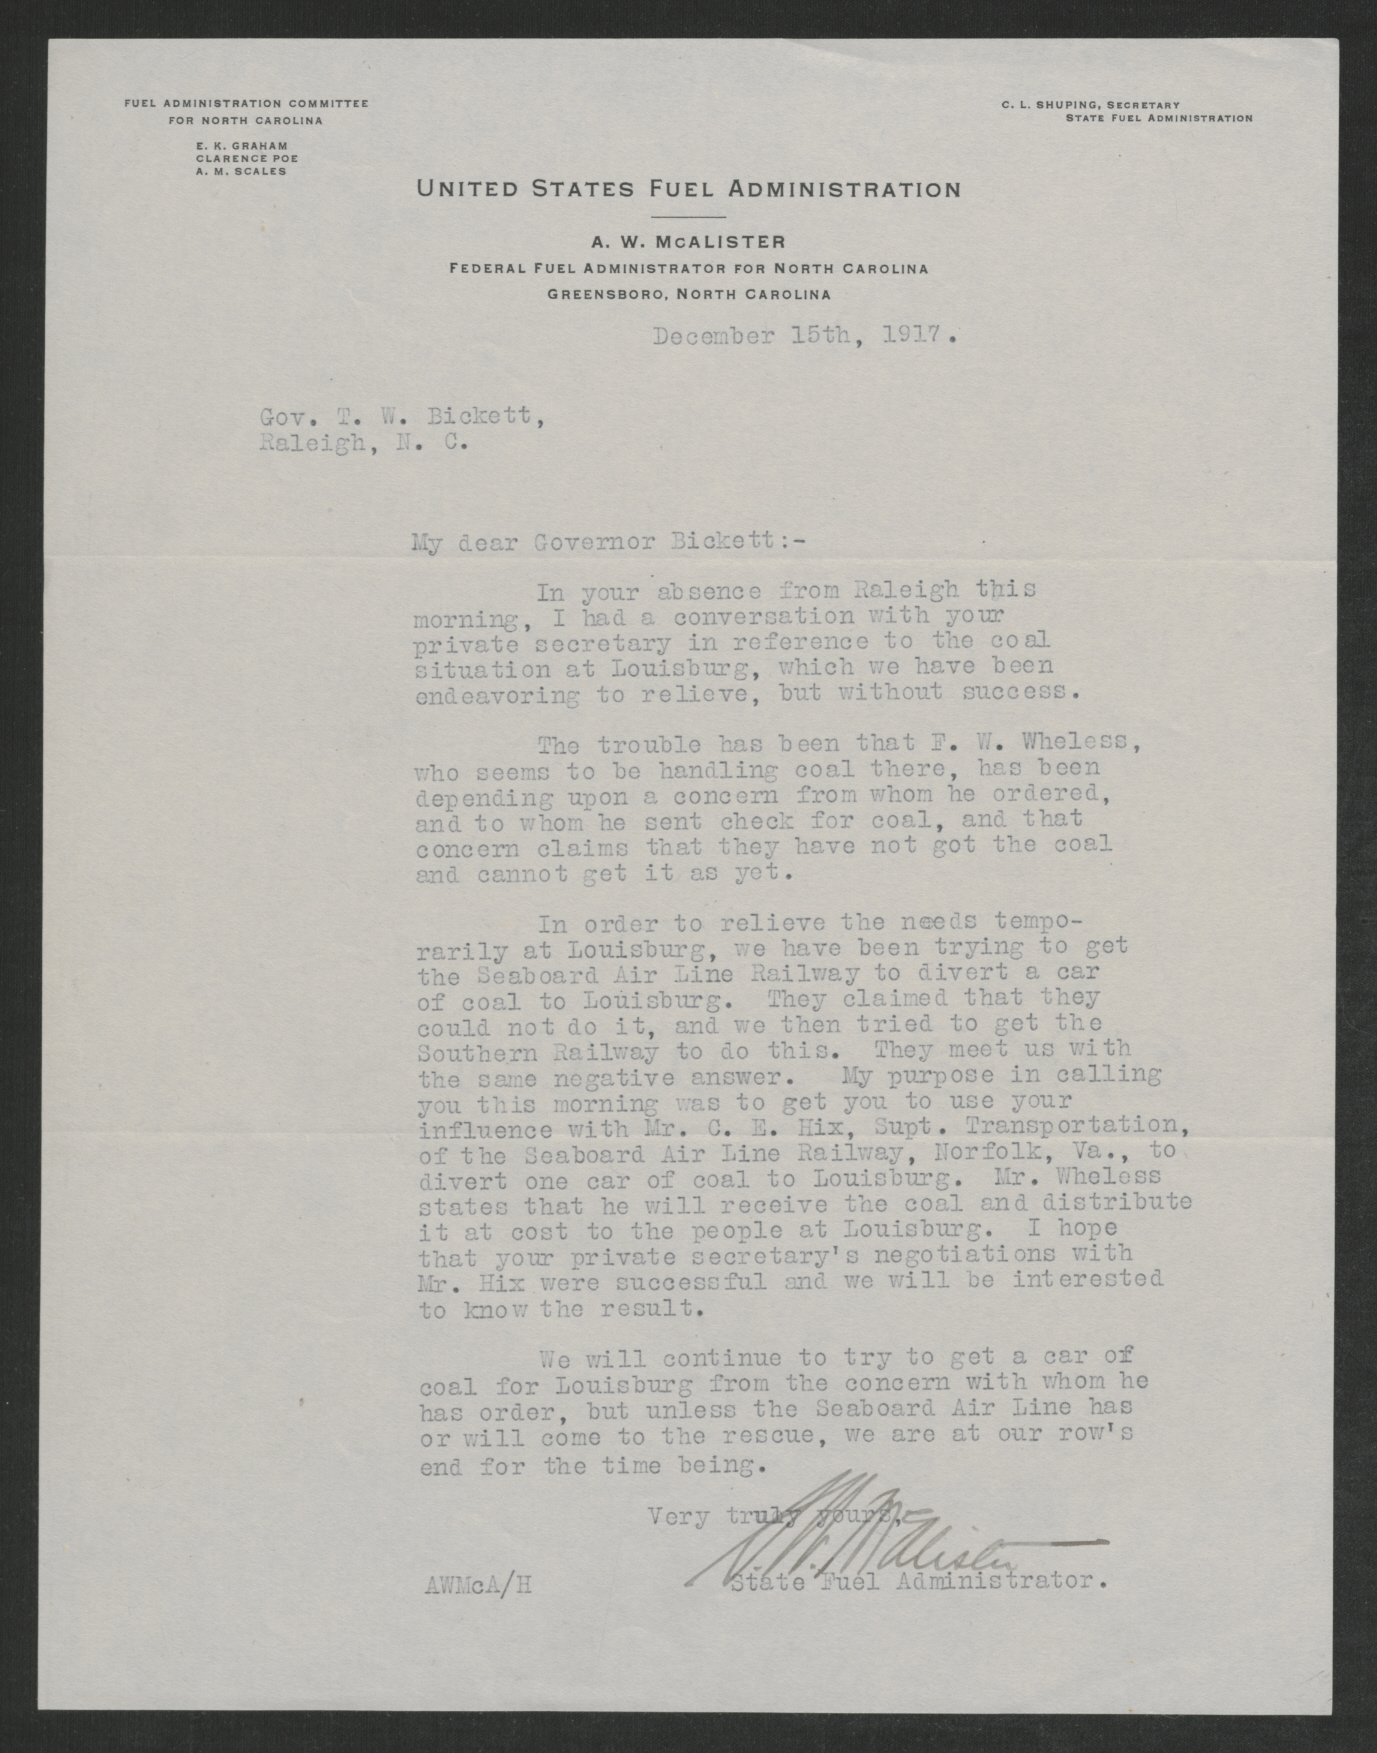 FUEL ADMINISTRATION COMMITTEE
FOR NORTH CAROLINA
E. K. GRAHAM
CLARENCE POE
A. M. SCALES
C. L. SHUPING, SECRETARY
STATE FUEL ADMINISTRATION
UNITED STATES FUEL ADMINISTRATION
A. W. MCALISTER
FEDERAL FUEL ADMINISTRATOR FOR NORTH CAROLINA
GREENSBORO, NORTH CAROLINA
December 15th, 1917.
Gov. T. W. Bickett,
Raleigh, N. C.
My dear Governor Bickett:-
In your absence from Raleigh this
morning, I had a conversation with your
private secretary in reference to the coal
situation at Louisburg, which we have been
endeavoring to relieve, but without success.
The trouble has been that F. W. Wheless,
who seems to be handling coal there, has been
depending upon a concern from whom he ordered,
and to whom he sent check for coal, and that
concern claims that they have not got the coal
and cannot get it as yet.
In order to relieve the needs tempo-
rarily at Louisburg, we have been trying to get
the Seaboard Air Line Railway to divert a car
of coal to Louisburg. They claimed that they
could not do it, and we then tried to get the
Southern Railway to do this. They meet us with
the same negative answer. My purpose in calling
you this morning was to get you to use your
influence with Mr. C. E. Hix, Supt. Transportation,
of the Seaboard Air Line Railway, Norfolk, Va., to
divert one car of coal to Louisburg. Mr. Wheless
states that he will receive the coal and distribute
it at cost to the people at Louisburg. I hope
that your private secretary's negotiations with
Mr. Hix were successful and we will be interested
to know the result.
We will continue to try to get a car of
coal for Louisburg from the concern with whom he
has order, but unless the Seaboard Air Line has
or will come to the rescue, we are at our row's
end for the time being.
Very truly yours,
A. W. McAlister
State Fuel Administrator.
AWMcA/H